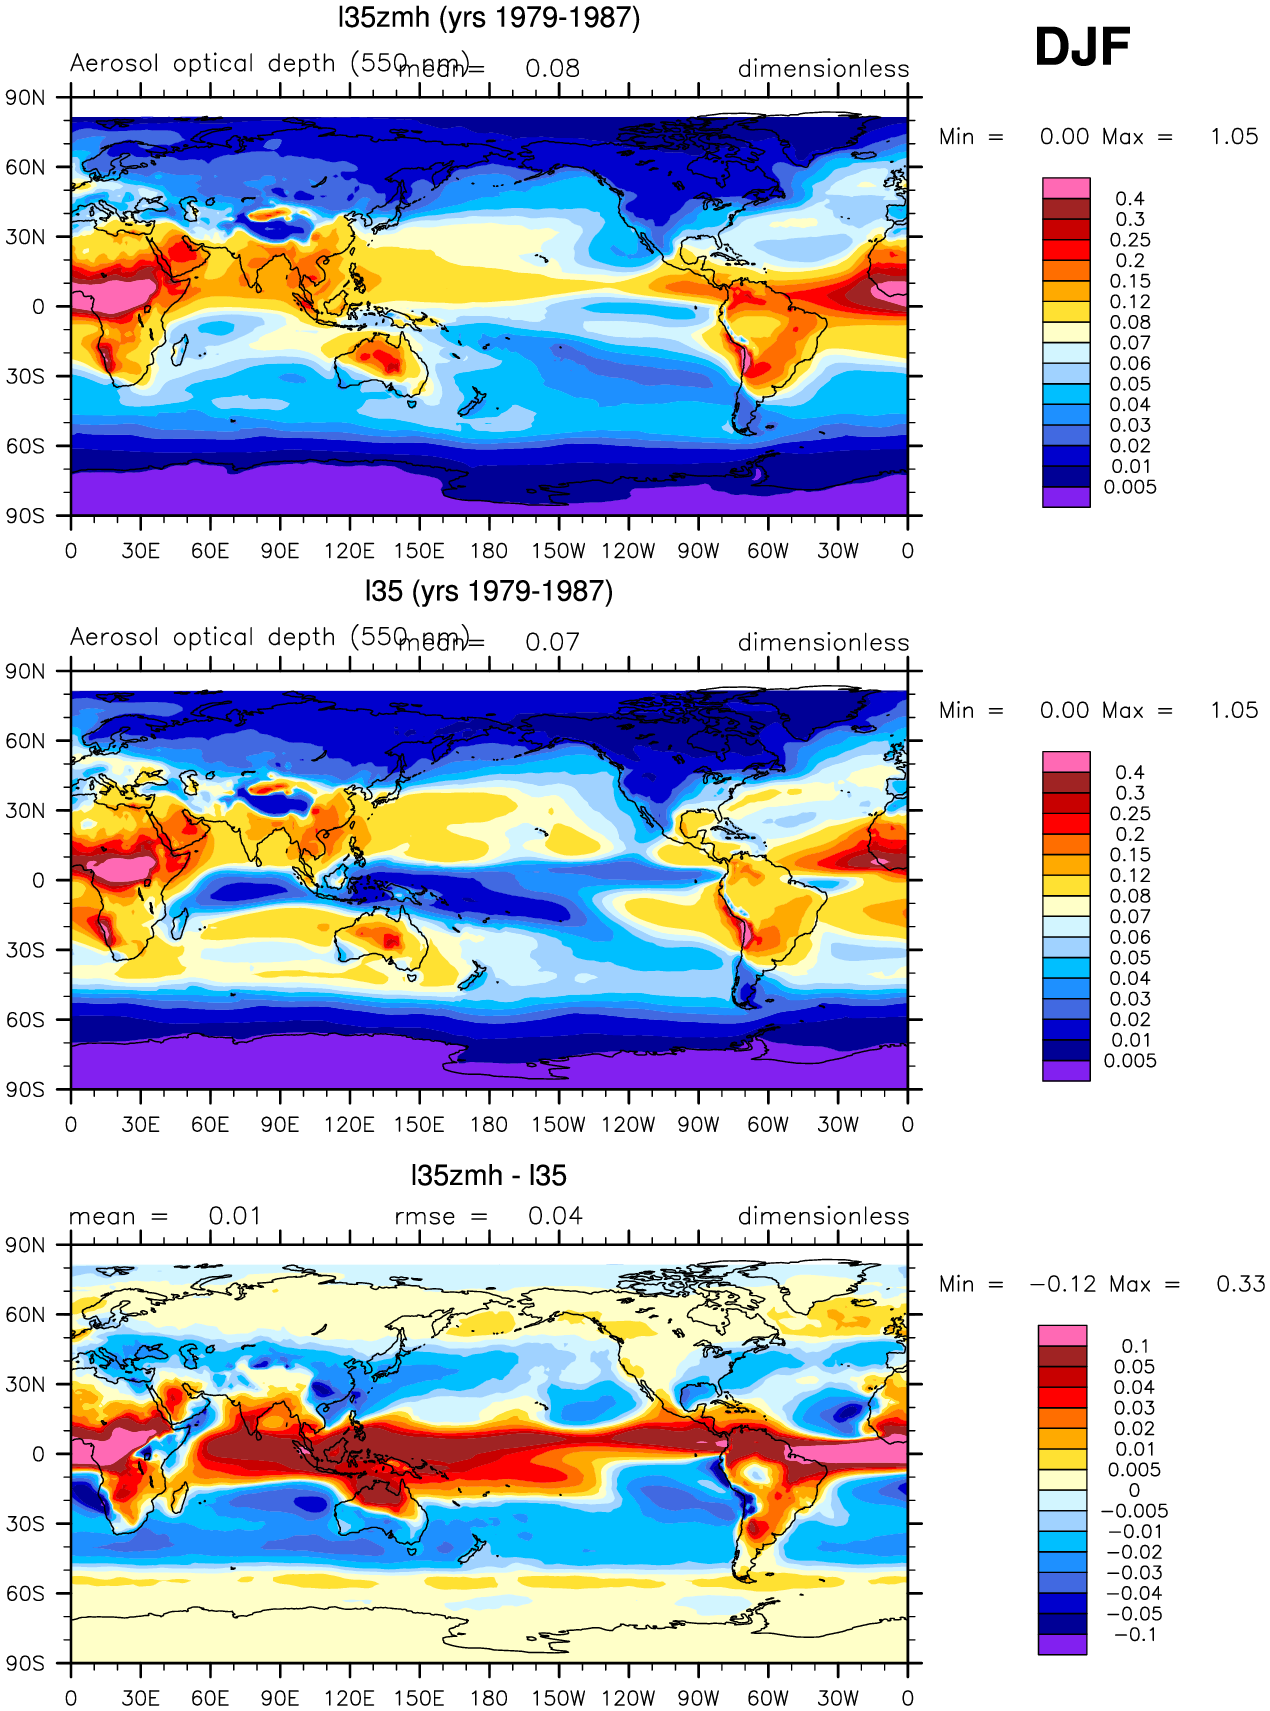 l35zmh (yrs 1979-1987)
DJF
Aerosol optical depth (550 nm) mean= 0.08 dimensionless
Min = 0.00 Max = 1.05
90N
60N
30N
0
30S
60S
90S
0 30E 60E 90E 120E 150E 180 150W 120W 90W 60W 30W 0
0.4
0.3
0.25
0.2
0.15
0.12
0.08
0.07
0.06
0.05
0.04
0.03
0.02
0.01
0.005
l35 (yrs 1979-1987)
Aerosol optical depth (550 nm) mean= 0.07 dimensionless
Min = 0.00 Max = 1.05
90N
60N
30N
0
30S
60S
90S
0 30E 60E 90E 120E 150E 180 150W 120W 90W 60W 30W 0
0.4
0.3
0.25
0.2
0.15
0.12
0.08
0.07
0.06
0.05
0.04
0.03
0.02
0.01
0.005
l35zmh - l35
mean = 0.01 rmse = 0.04 dimensionless
Min = −0.12 Max = 0.33
90N
60N
30N
0
30S
60S
90S
0 30E 60E 90E 120E 150E 180 150W 120W 90W 60W 30W 0
0.1
0.05
0.04
0.03
0.02
0.01
0.005
0
−0.005
−0.01
−0.02
−0.03
−0.04
−0.05
−0.1